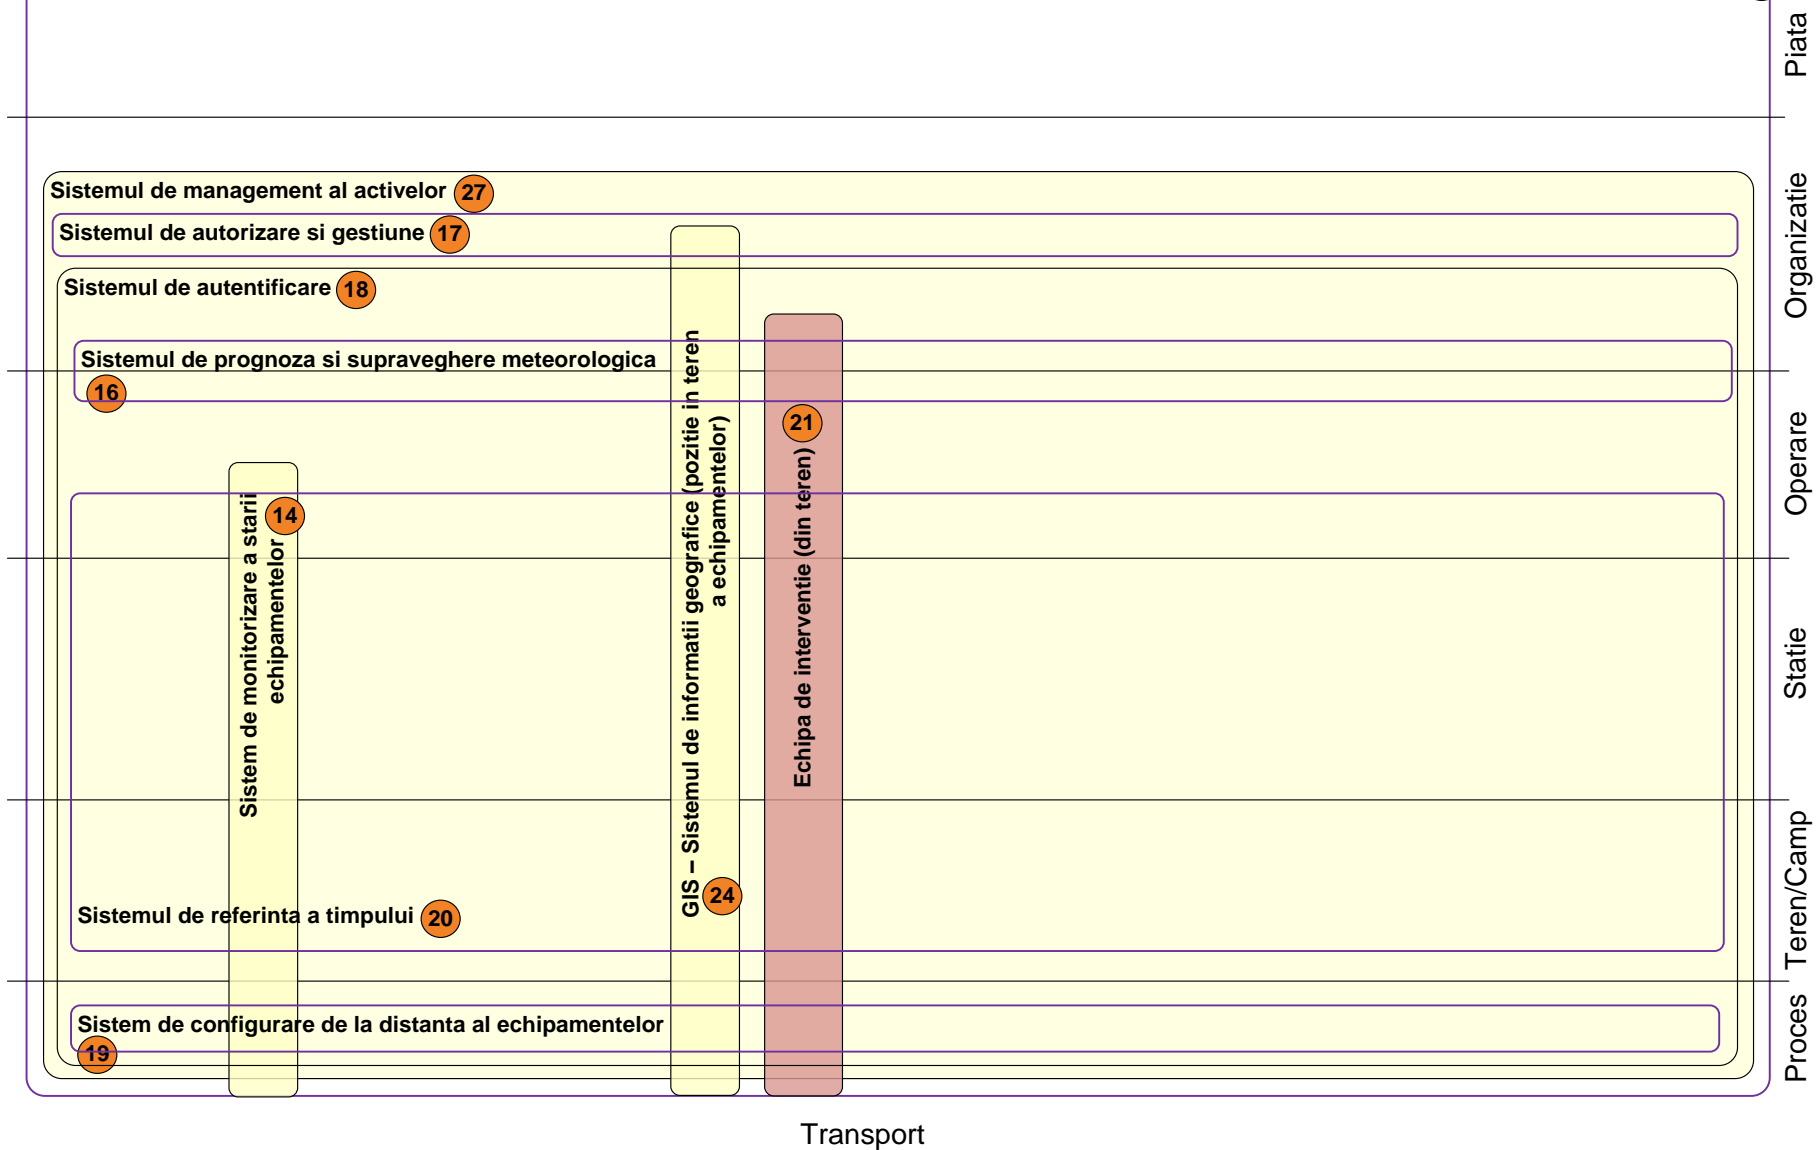 Piata
Sistemul de management al activelor 27
Sistemul de autorizare si gestiune 17
Organizatie
Sistemul de autentificare 18
Sistemul de prognoza si supraveghere meteorologica
16
Operare
21
Echipa de interventie (din teren)
GIS – Sistemul de informatii geografice (pozitie in teren
a echipamentelor)
24
Sistem de monitorizare a starii
echipamentelor
14
Statie
Teren/Camp
Sistemul de referinta a timpului 20
Sistem de configurare de la distanta al echipamentelor
19
Proces
Transport